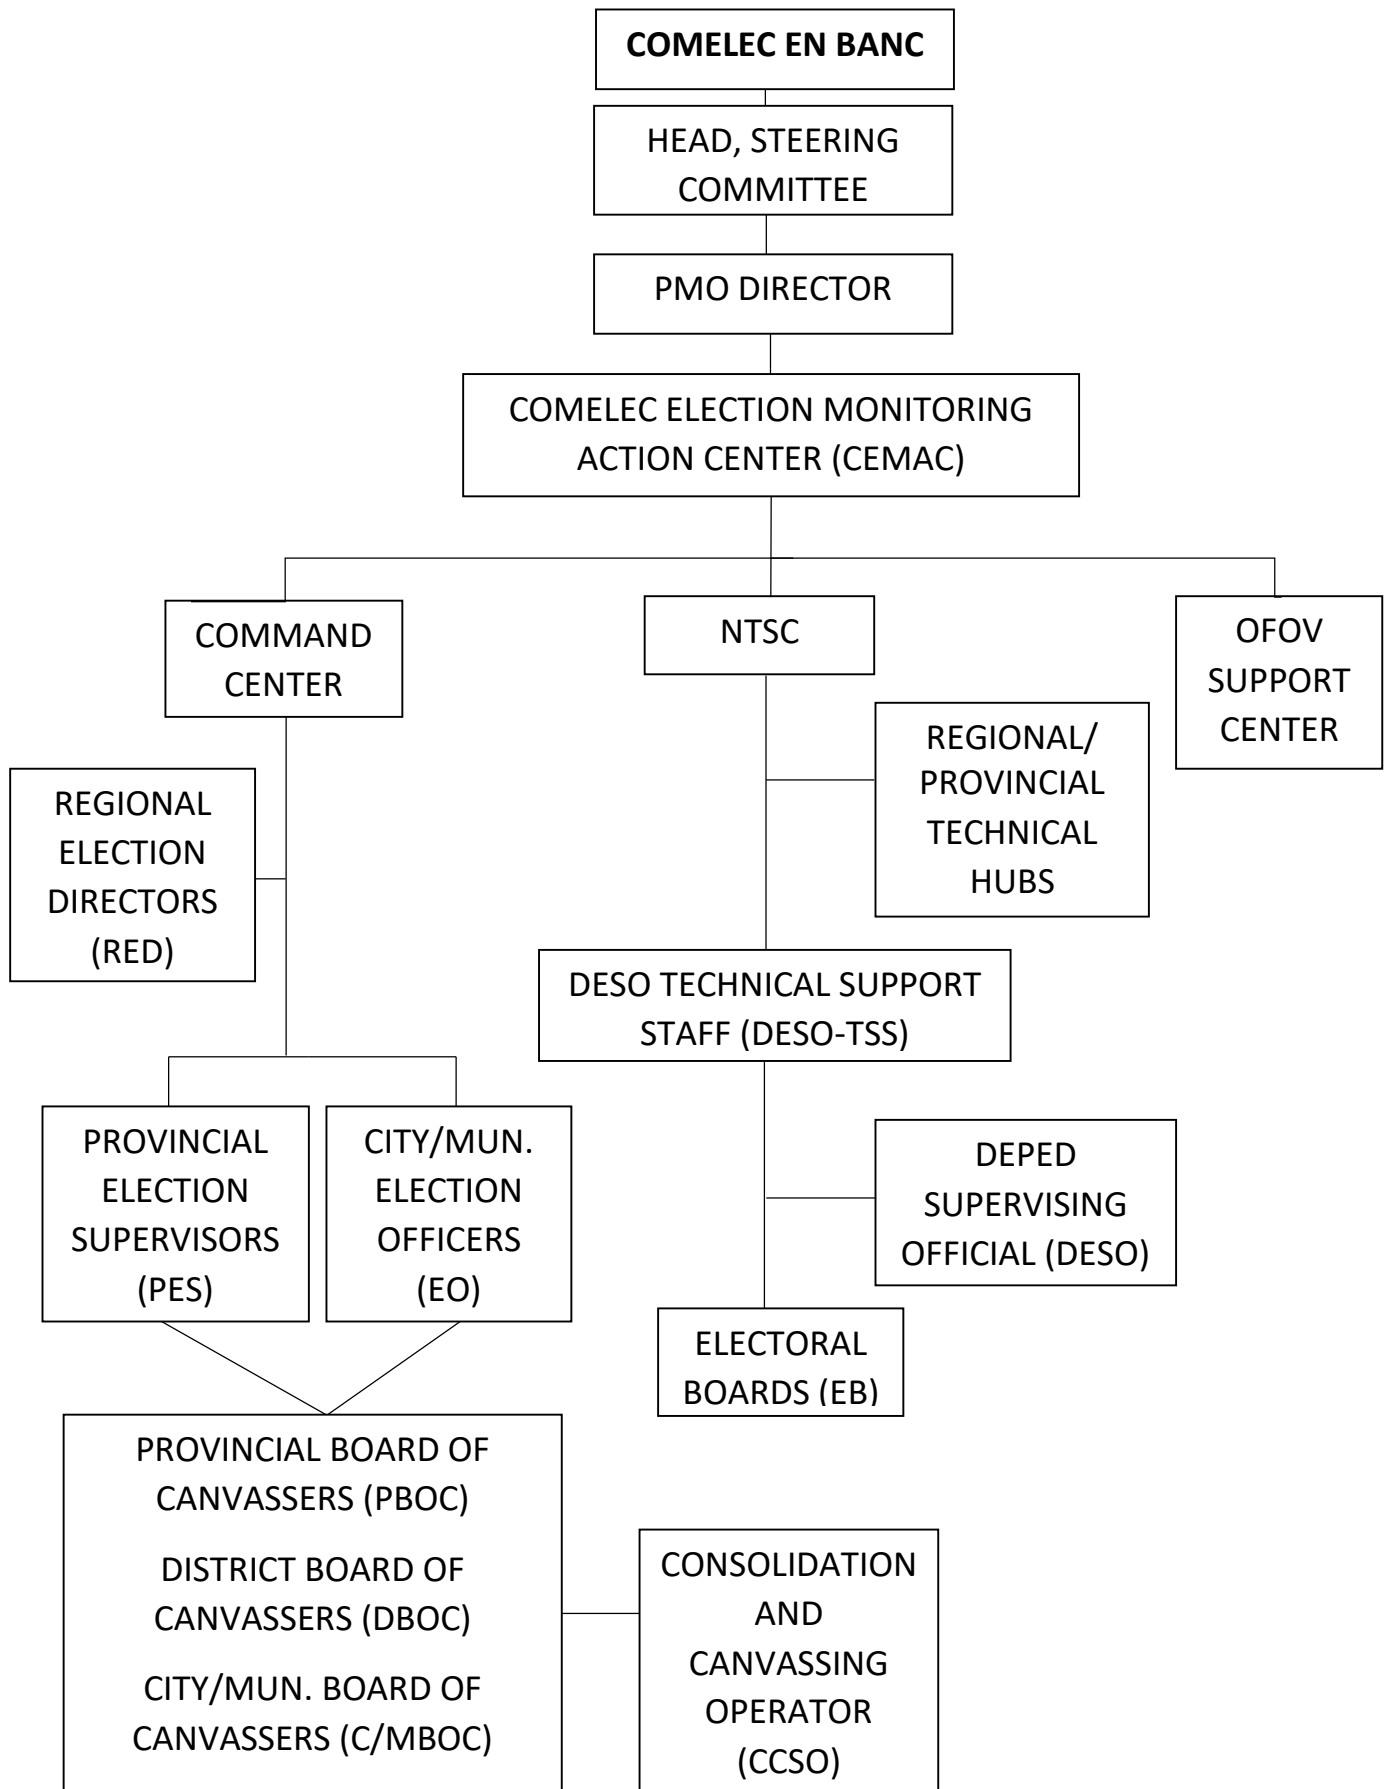 COMELEC EN BANC
HEAD, STEERING
COMMITTEE
PMO DIRECTOR
COMELEC ELECTION MONITORING
ACTION CENTER (CEMAC)
COMMAND
CENTER
NTSC
OFOV
SUPPORT
CENTER
REGIONAL/
PROVINCIAL
TECHNICAL
HUBS
REGIONAL
ELECTION
DIRECTORS
(RED)
DESO TECHNICAL SUPPORT
STAFF (DESO-TSS)
PROVINCIAL
ELECTION
SUPERVISORS
(PES)
CITY/MUN.
ELECTION
OFFICERS
(EO)
DEPED
SUPERVISING
OFFICIAL (DESO)
ELECTORAL
BOARDS (EB)
PROVINCIAL BOARD OF
CANVASSERS (PBOC)
DISTRICT BOARD OF
CANVASSERS (DBOC)
CITY/MUN. BOARD OF
CANVASSERS (C/MBOC)
CONSOLIDATION
AND
CANVASSING
OPERATOR
(CCSO)